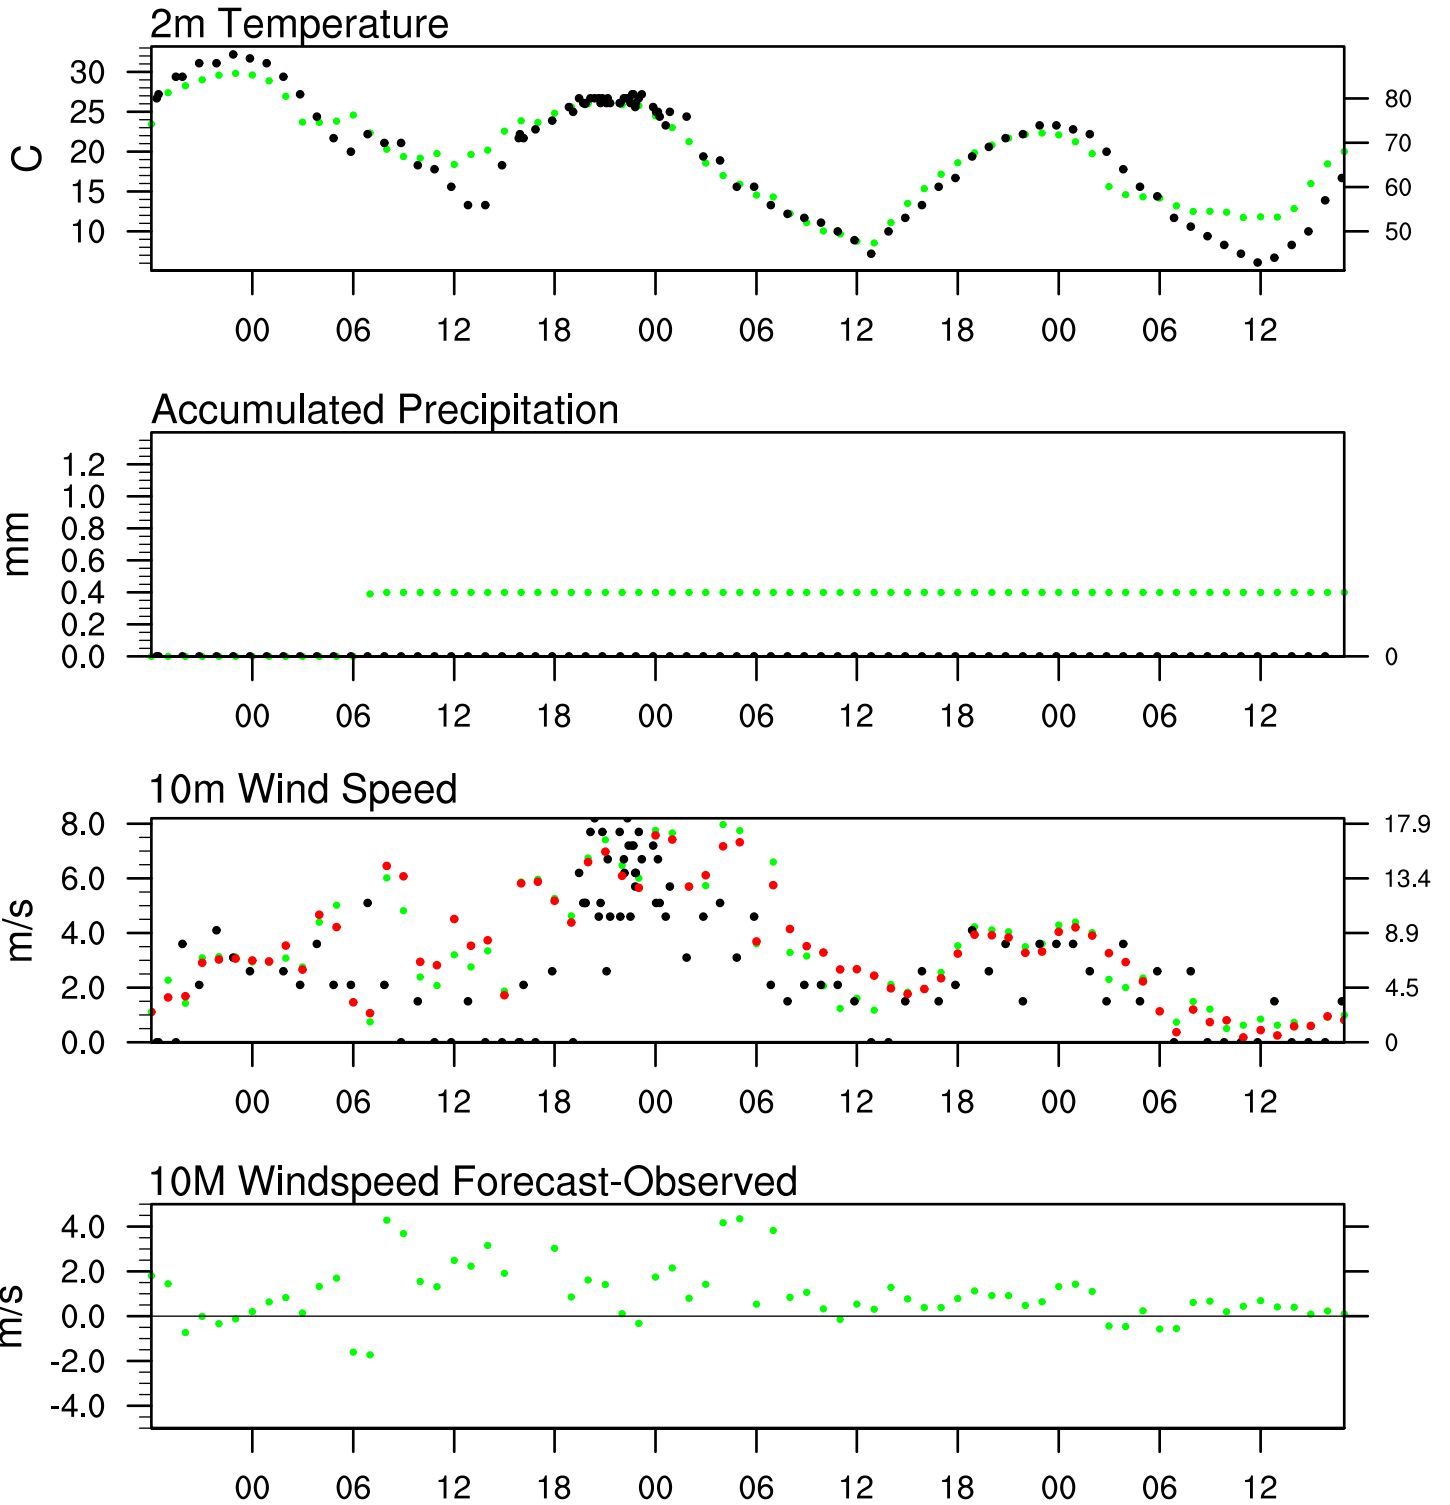 2m Temperature
30
25
20
15
10
C
80
70
60
50
00 06 12 18 00 06 12 18 00 06 12
Accumulated Precipitation
1.2
1.0
0.8
0.6
0.4
0.2
0.0
mm
0
00 06 12 18 00 06 12 18 00 06 12
10m Wind Speed
8.0
6.0
4.0
2.0
0.0
m/s
17.9
13.4
8.9
4.5
0
00 06 12 18 00 06 12 18 00 06 12
10M Windspeed Forecast-Observed
4.0
2.0
0.0
-2.0
-4.0
m/s
00 06 12 18 00 06 12 18 00 06 12